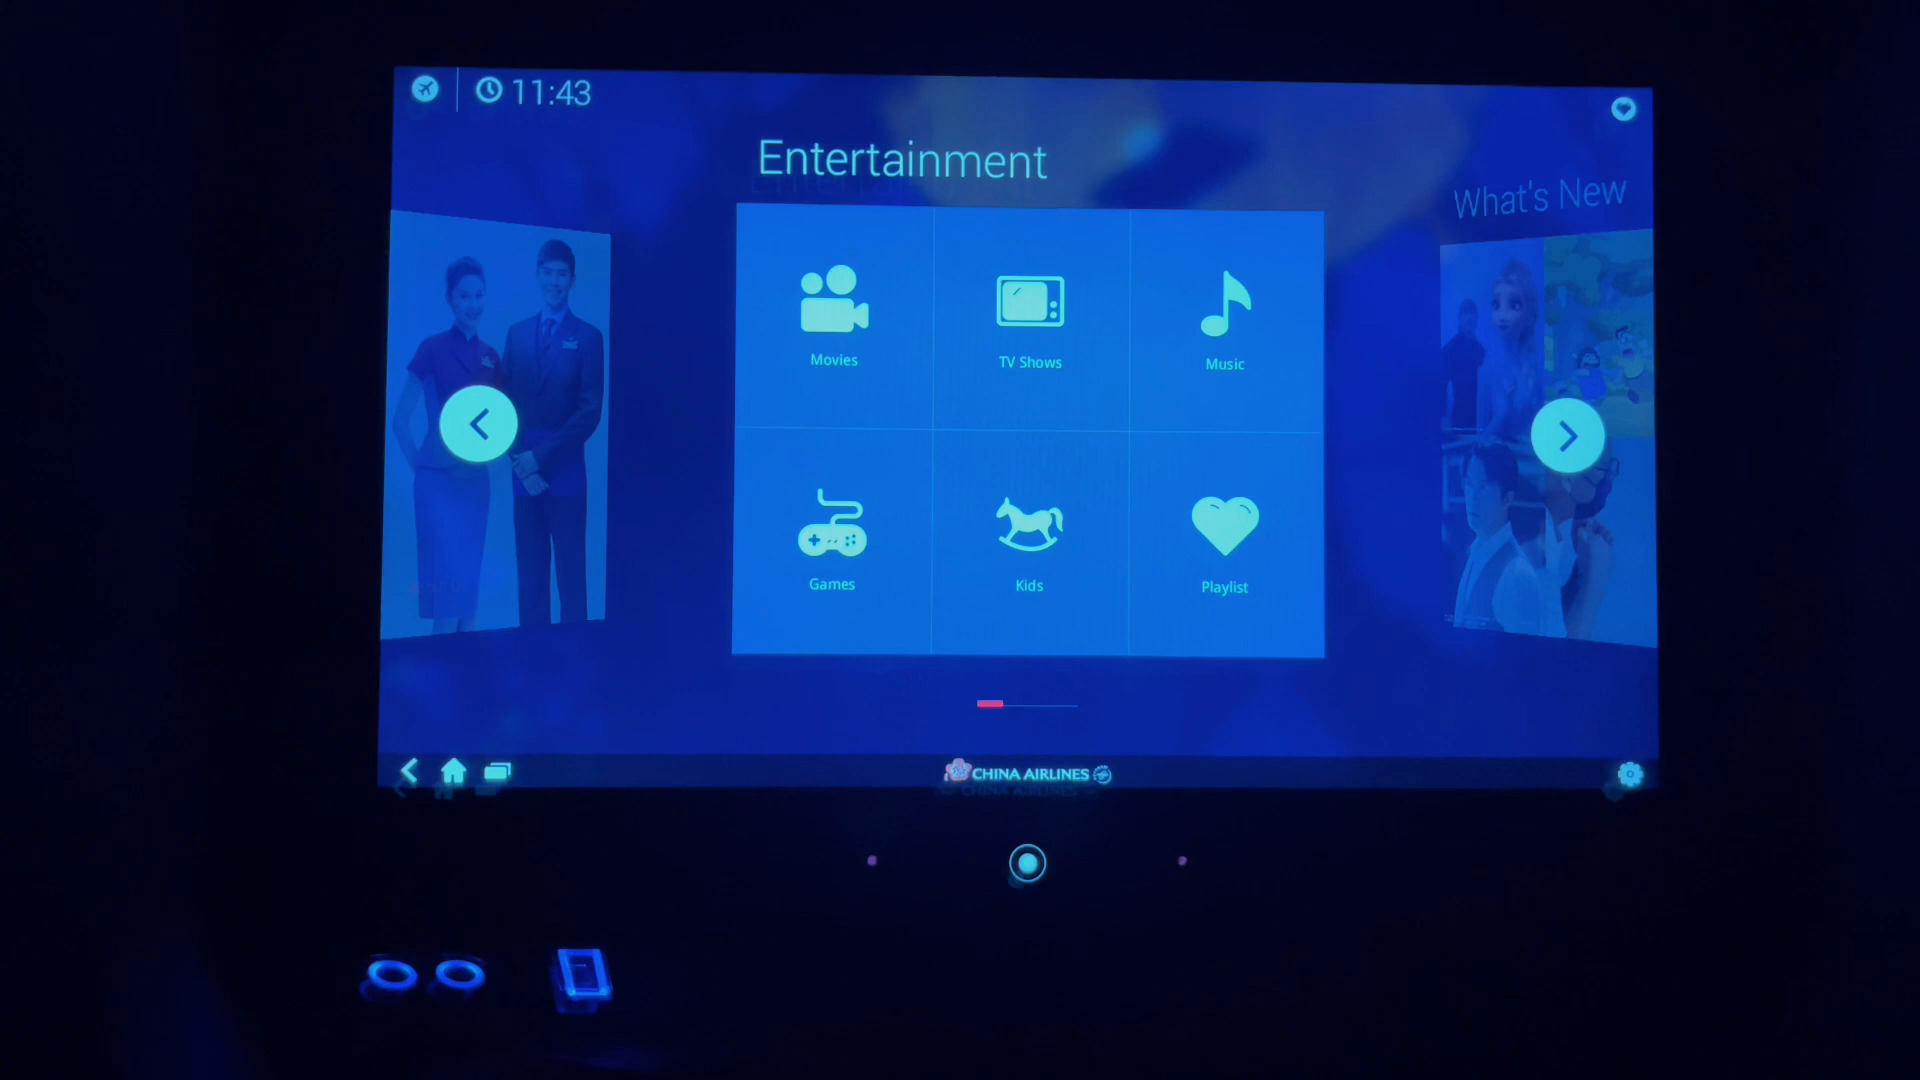 11:43
Entertainment
What's New
Movies
TV Shows
Music
Games
Kids
Playlist
CHINA AIRLINES